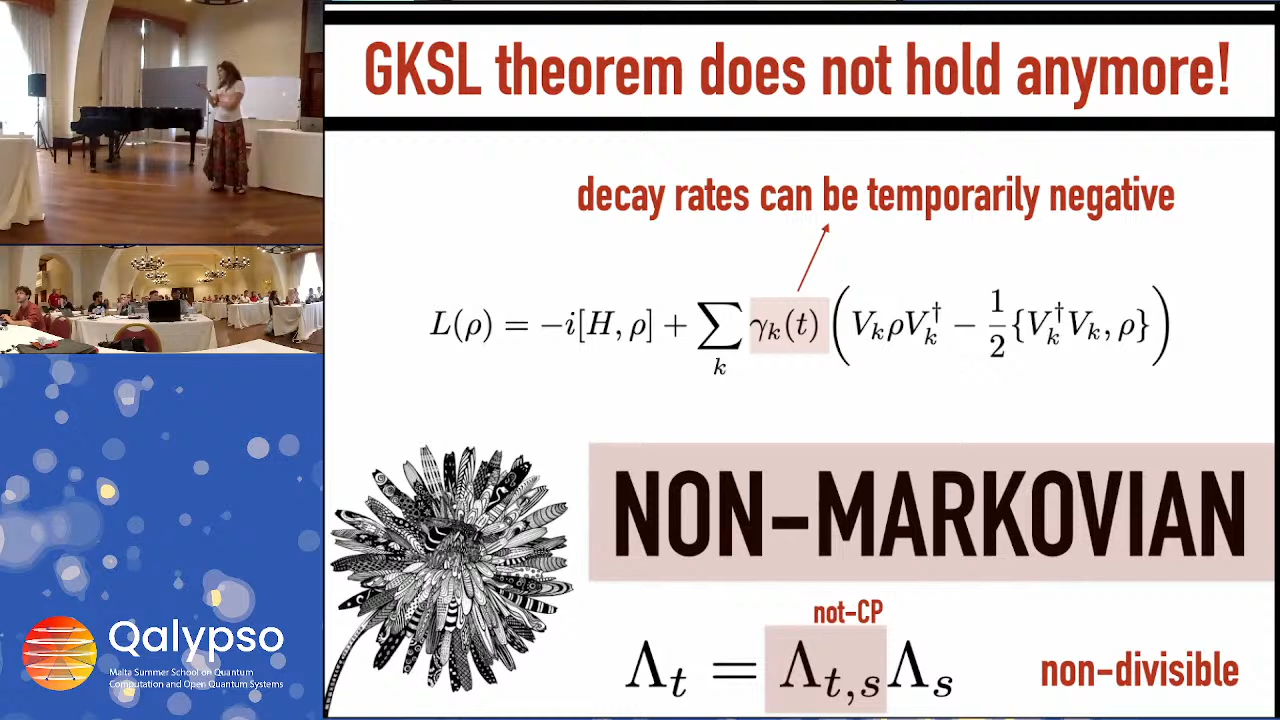 GKSL theorem does not hold anymore!
decay rates can be temporarily negative
L(ρ) = −i[H, ρ] + ∑_k γ_k(t) ( V_k ρ V_k^† − 1/2 {V_k^† V_k, ρ} )
NON-MARKOVIAN
not-CP
Λ_t = Λ_{t,s} Λ_s
non-divisible
Qalypso
Malta Summer School on Quantum
Computation and Open Quantum Systems